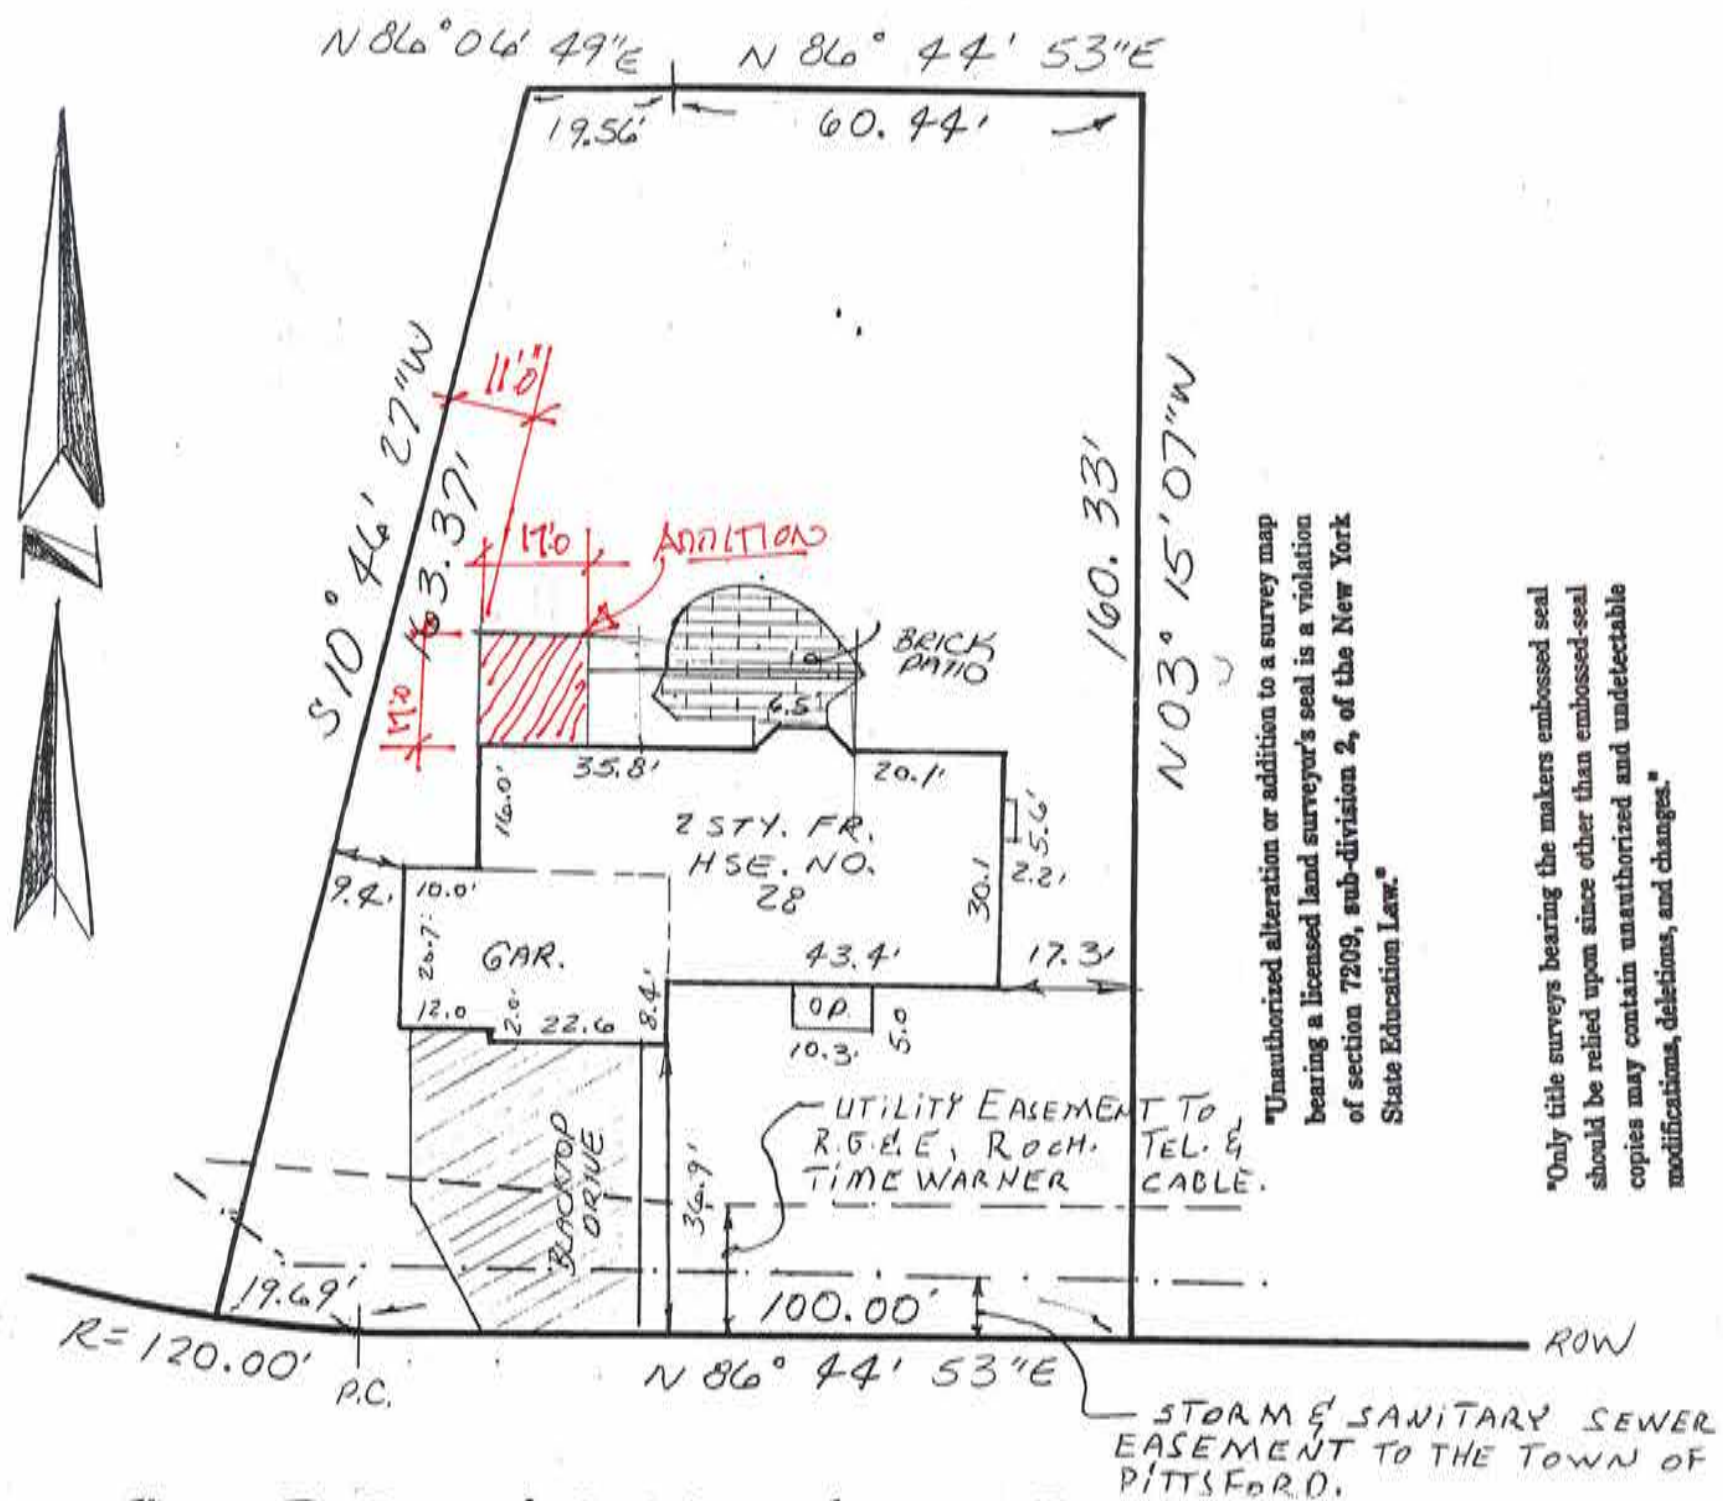 N 86° 06' 49"E
N 86° 44' 53"E
19.56'
60.44'
S 10° 46' 27"W
163.37'
11'0"
160.33'
N 03° 15' 07"W
ADDITION
BRICK
PATIO
6.5'
35.8'
20.1'
16.0'
2 STY. FR.
HSE. NO.
28
5.6'
2.2'
30.1
9.4'
10.0'
20.7'
GAR.
43.4'
17.3'
12.0
2.0'
22.6
8.4'
OP.
10.3'
5.0
UTILITY EASEMENT TO
R.G.&E, ROCH. TEL. &
TIME WARNER CABLE.
BLACKTOP
DRIVE
36.9'
19.69'
100.00'
R=120.00'
P.C.
N 86° 44' 53"E
ROW
STORM & SANITARY SEWER
EASEMENT TO THE TOWN OF
PITTSFORD.
"Unauthorized alteration or addition to a survey map
bearing a licensed land surveyor's seal is a violation
of section 7209, sub-division 2, of the New York
State Education Law."
"Only title surveys bearing the makers embossed seal
should be relied upon since other than embossed-seal
copies may contain unauthorized and undetectable
modifications, deletions, and changes."